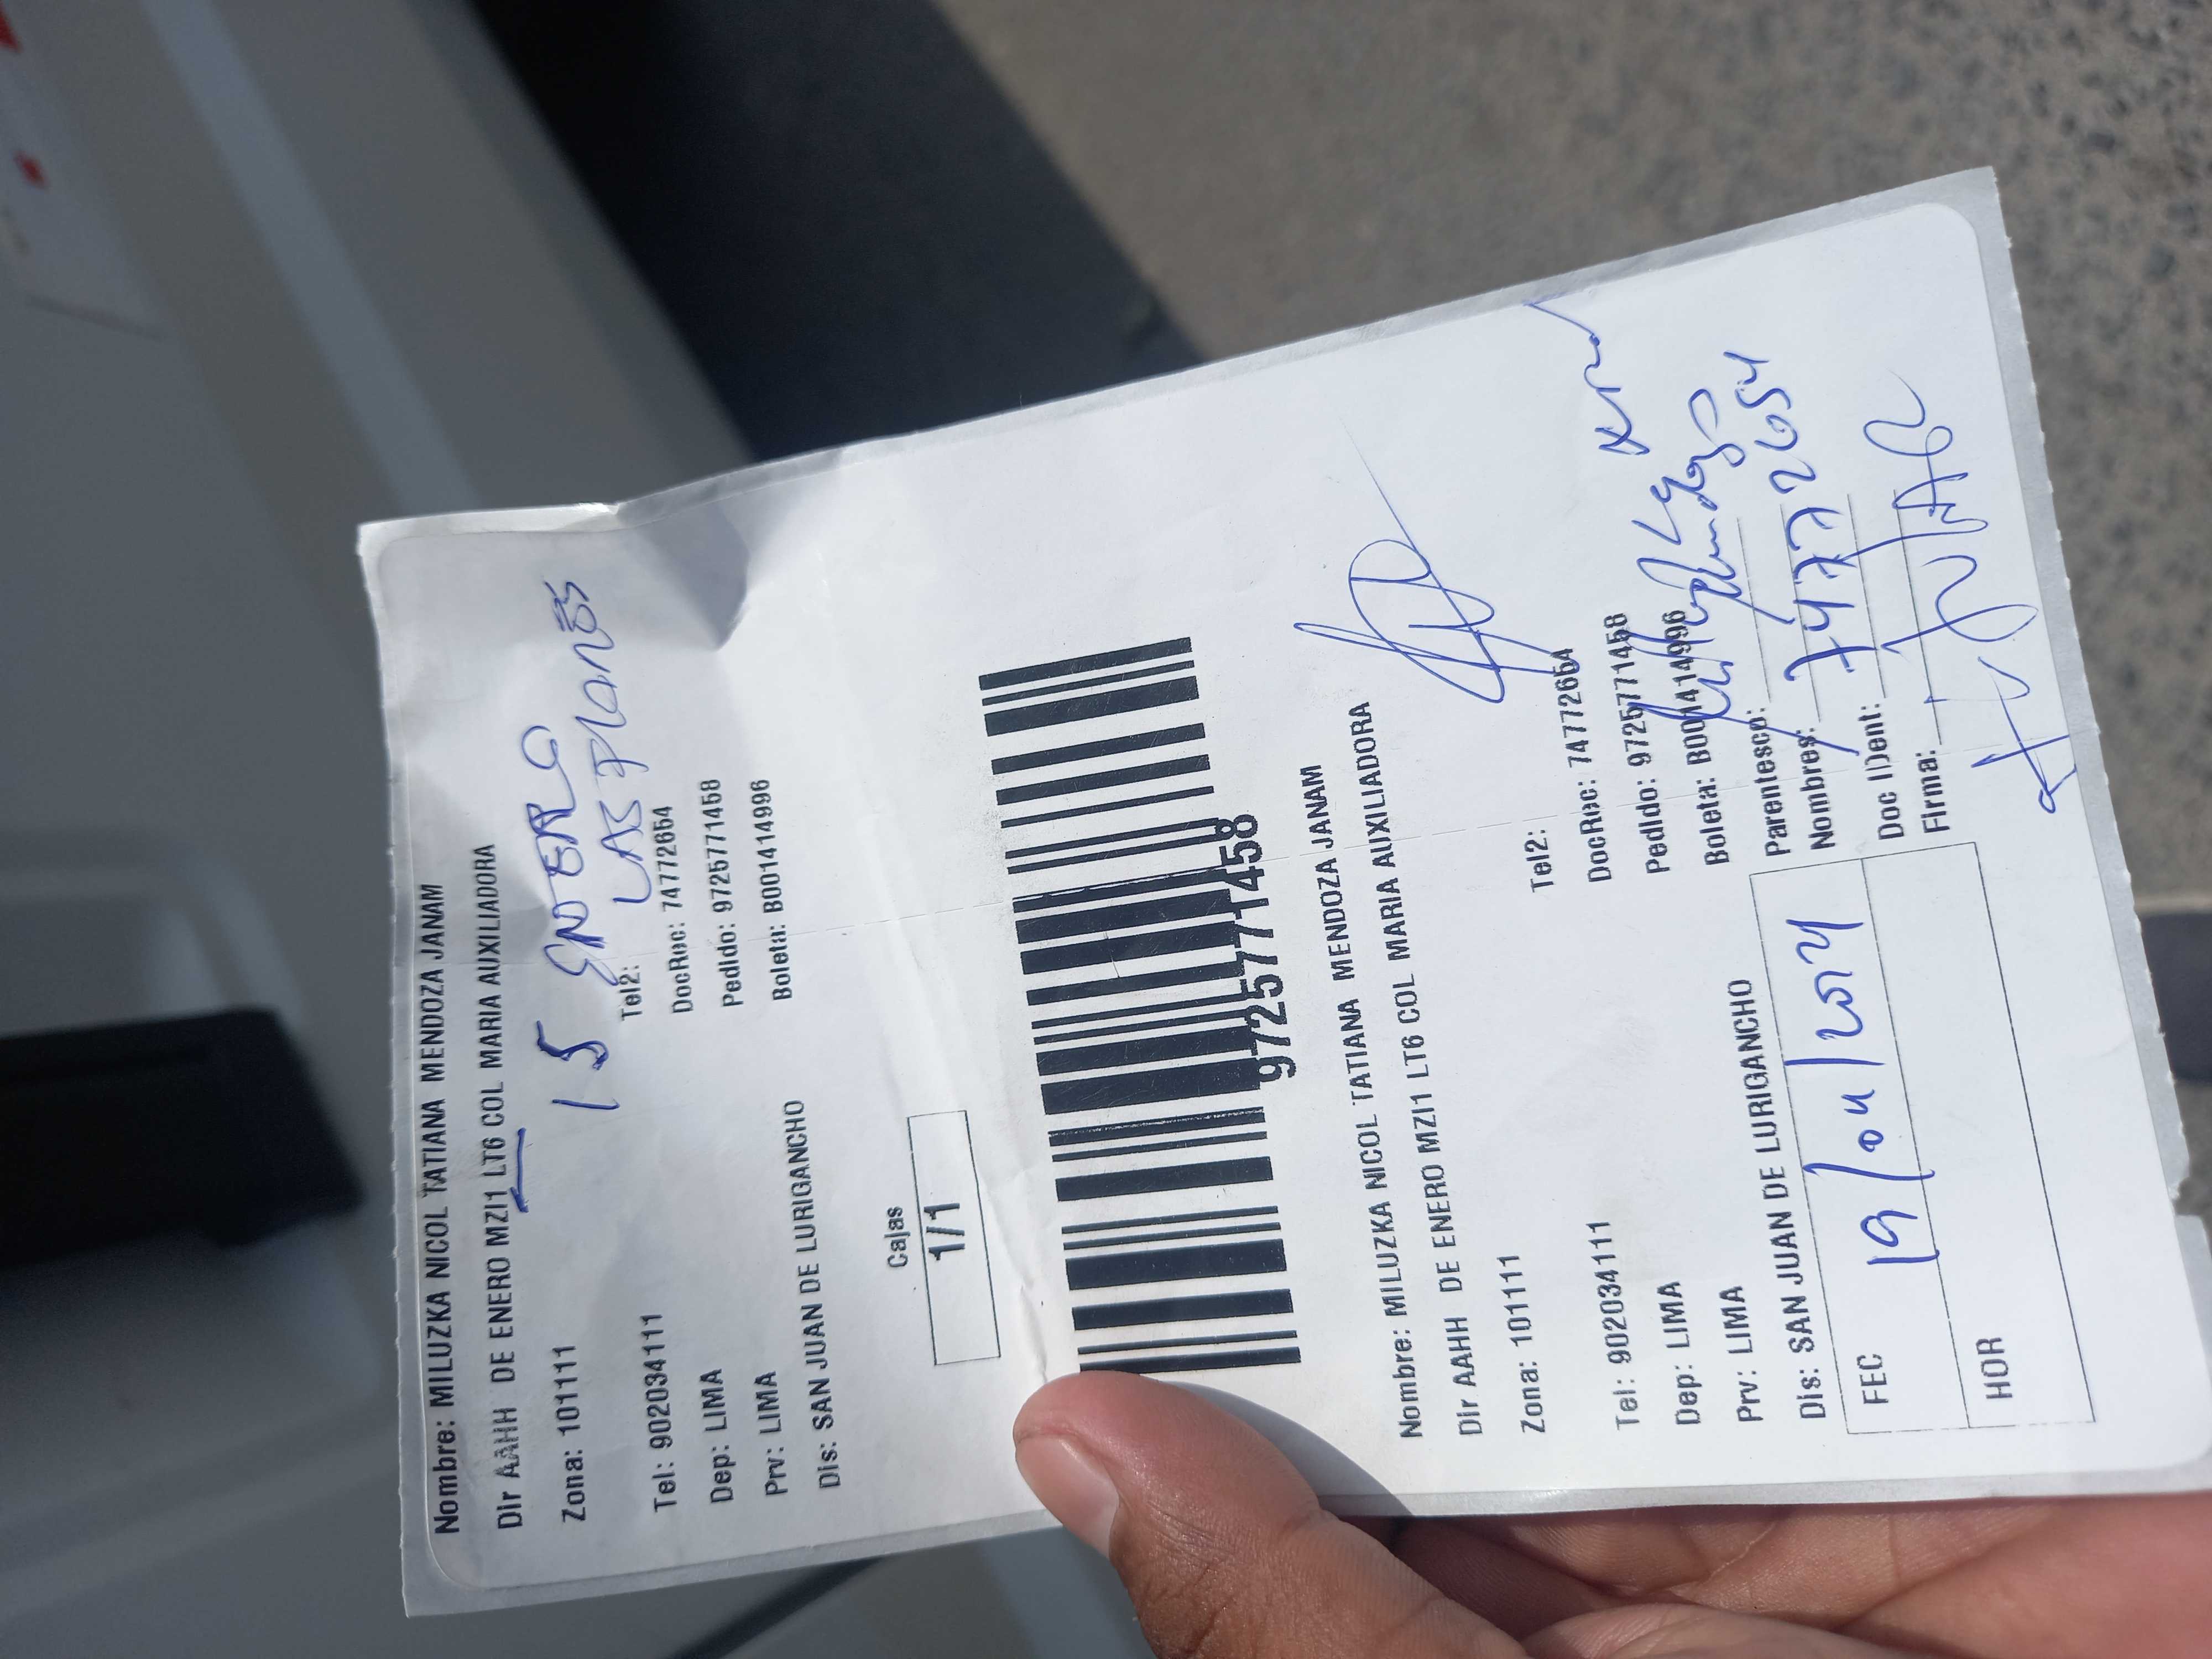 Nombre: MILUZKA NICOL TATIANA MENDOZA JANAM
Dir AAHH DE ENERO MZI1 LT6 COL MARIA AUXILIADORA
15 ENERO
Zona: 101111
LAS FLORES
Tel: 902034111 Tel2:
Dep: LIMA DocRuc: 74772654
Prv: LIMA Pedido: 9725771458
Dis: SAN JUAN DE LURIGANCHO Boleta: B001414996
Cajas
1/1
9725771458
Nombre: MILUZKA NICOL TATIANA MENDOZA JANAM
Dir AAHH DE ENERO MZI1 LT6 COL MARIA AUXILIADORA
Zona: 101111
Tel: 902034111 Tel2:
Dep: LIMA DocRuc: 74772654
Prv: LIMA Pedido: 9725771458
Dis: SAN JUAN DE LURIGANCHO Boleta: B001414996
FEC 19/04/2024 Parentesco:
Nombres:
HOR Doc IDent: 74772654
Firma: